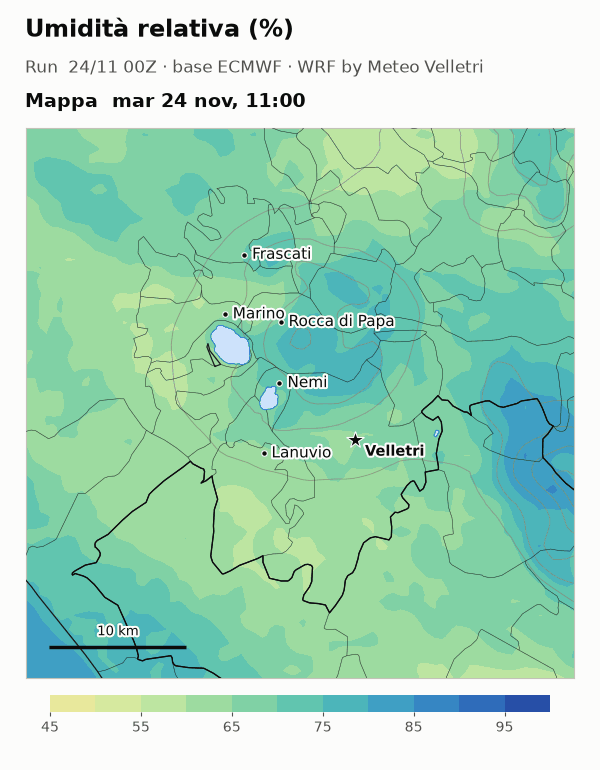 Umidità relativa (%)
Run  24/11 00Z · base ECMWF · WRF by Meteo Velletri
Mappa  mar 24 nov, 11:00
Frascati
Marino
Rocca di Papa
Nemi
Velletri
Lanuvio
10 km
45 55 65 75 85 95